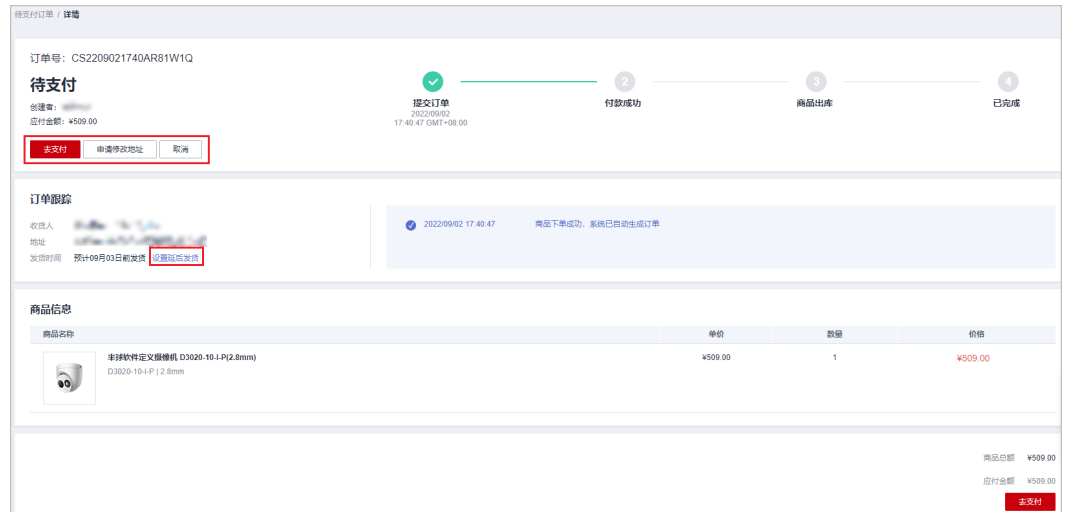 待支付订单 / 详情
订单号：CS2209021740AR81W1Q
待支付
创建者：
应付金额：¥509.00
去支付 申请修改地址 取消
2 3 4
提交订单 付款成功 商品出库 已完成
2022/09/02
17:40:47 GMT+08:00
订单跟踪
收货人
地址
发货时间 预计09月03日前发货 设置延后发货
2022/09/02 17:40:47 商品下单成功，系统已自动生成订单
商品信息
商品名称 单价 数量 价格
半球软件定义摄像机 D3020-10-I-P(2.8mm) ¥509.00 1 ¥509.00
D3020-10-I-P | 2.8mm
商品总额 ¥509.00
应付金额 ¥509.00
去支付